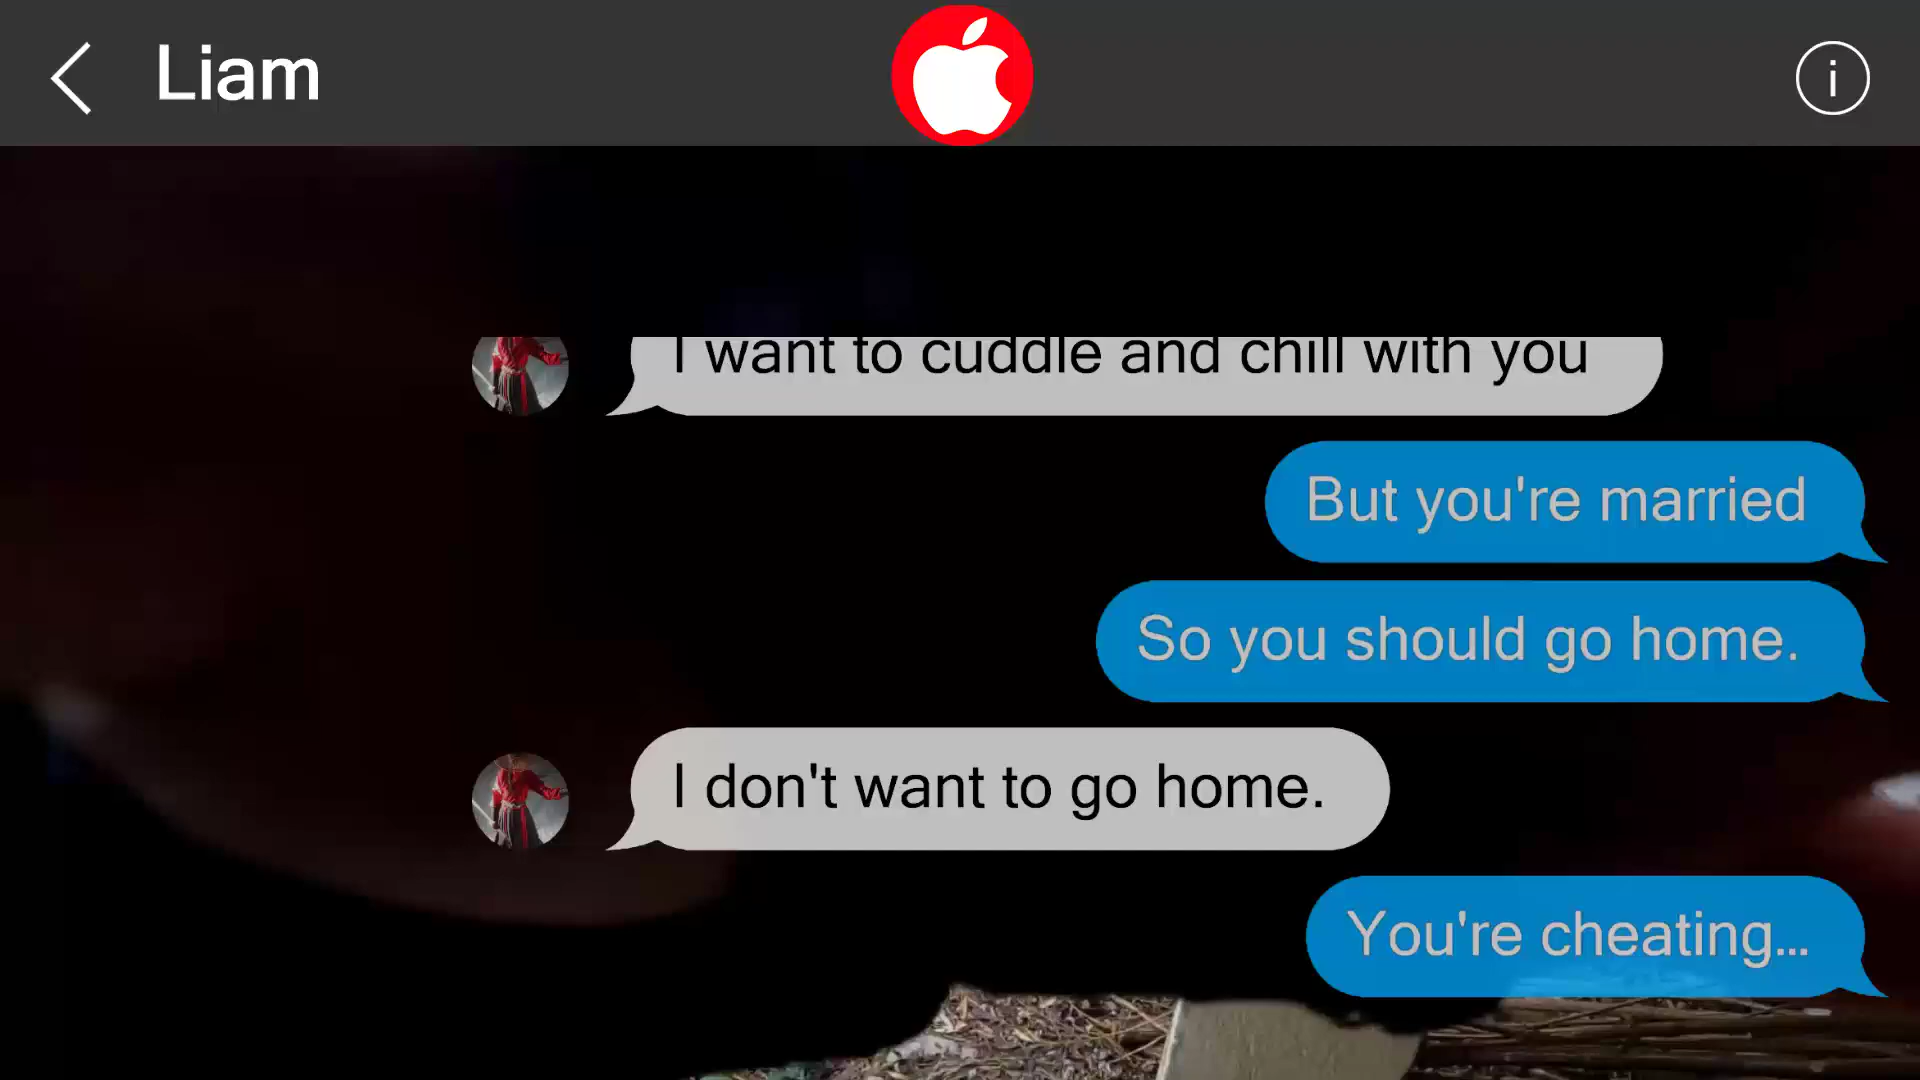 Liam
i
I want to cuddle and chill with you
But you're married
So you should go home.
I don't want to go home.
You're cheating...